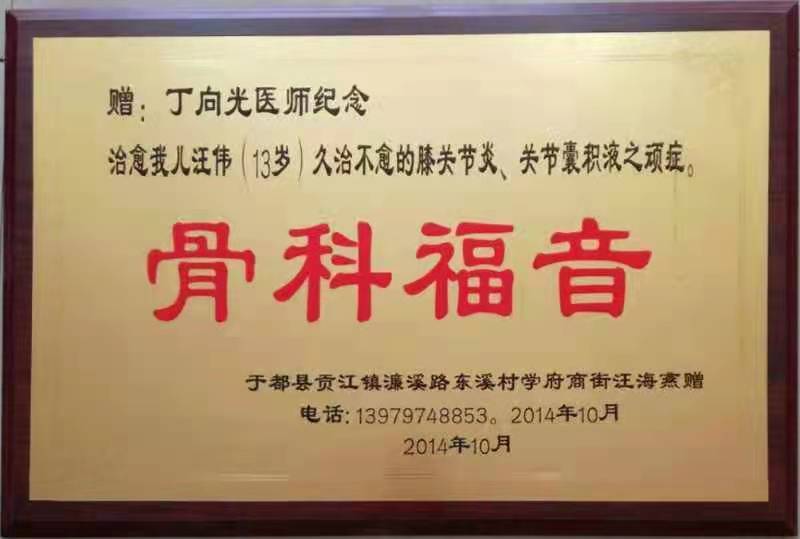 赠：丁向光医师纪念
治愈我儿汪伟（13岁）久治不愈的膝关节炎、关节囊积液之顽症。
骨科福音
于都县贡江镇濂溪路东溪村学府商街汪海燕赠
电话：13979748853。2014年10月
2014年10月